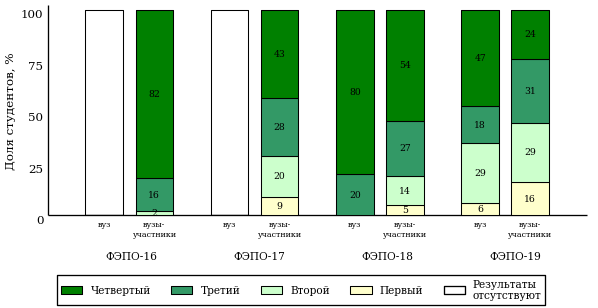 100
75
50
25
0
Доля студентов, %
82
16
2
43
28
20
9
80
20
54
27
14
5
47
18
29
6
24
31
29
16
вуз
вузы-
участники
вуз
вузы-
участники
вуз
вузы-
участники
вуз
вузы-
участники
ФЭПО-16
ФЭПО-17
ФЭПО-18
ФЭПО-19
Четвертый
Третий
Второй
Первый
Результаты
отсутствуют